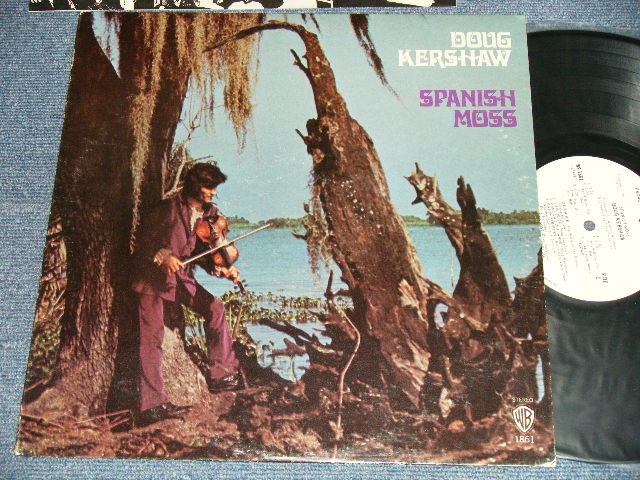 DOUG
KERSHAW
SPANISH
MOSS
STEREO
WB
1861